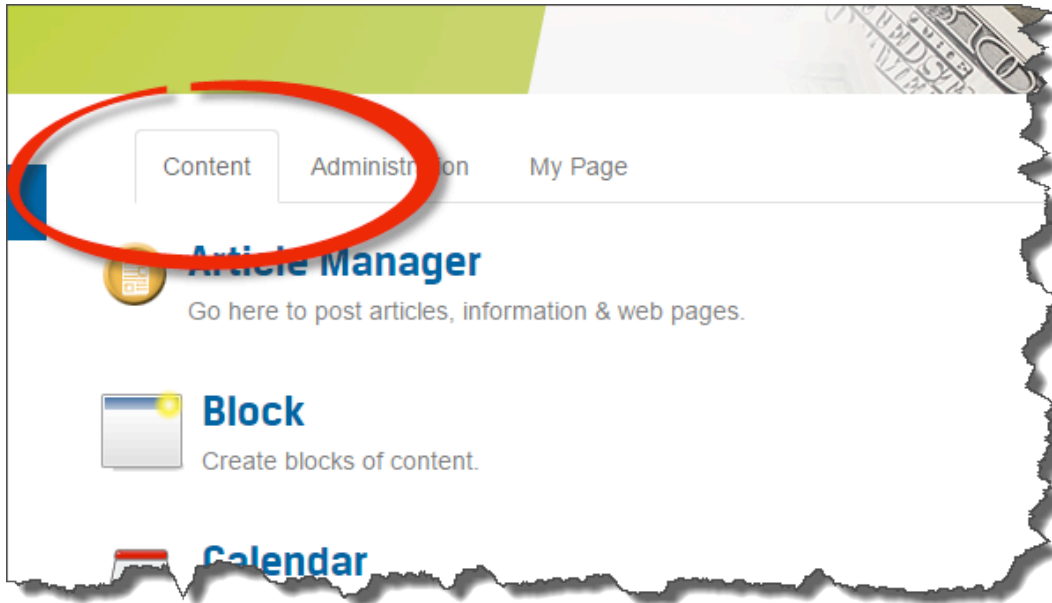 Content Administration My Page
Article Manager
Go here to post articles, information & web pages.
Block
Create blocks of content.
Calendar